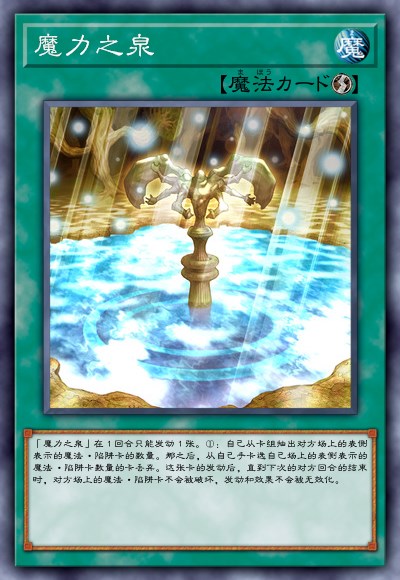 魔力之泉
魔
【魔法カード】
まほう
「魔力之泉」在1回合只能发动1张。①：自己从卡组抽出对方场上的表侧
表示的魔法·陷阱卡的数量。那之后，从自己手卡选自己场上的表侧表示的
魔法·陷阱卡数量的卡丢弃。这张卡的发动后，直到下次的对方回合的结束
时，对方场上的魔法·陷阱卡不会被破坏，发动和效果不会被无效化。